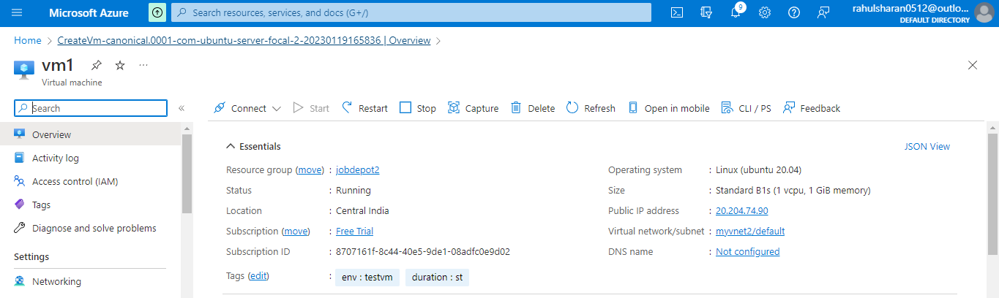 Microsoft Azure
Search resources, services, and docs (G+/)
9
rahulsharan0512@outlo...
DEFAULT DIRECTORY
Home > CreateVm-canonical.0001-com-ubuntu-server-focal-2-20230119165836 | Overview >
vm1
...
Virtual machine
Search
«
Connect
Start
Restart
Stop
Capture
Delete
Refresh
Open in mobile
CLI / PS
Feedback
Overview
Activity log
Access control (IAM)
Tags
Diagnose and solve problems
Settings
Networking
Essentials
JSON View
Resource group (move) : jobdepot2
Status : Running
Location : Central India
Subscription (move) : Free Trial
Subscription ID : 8707161f-8c44-40e5-9de1-08adfc0e9d02
Tags (edit) : env : testvm duration : st
Operating system : Linux (ubuntu 20.04)
Size : Standard B1s (1 vcpu, 1 GiB memory)
Public IP address : 20.204.74.90
Virtual network/subnet : myvnet2/default
DNS name : Not configured